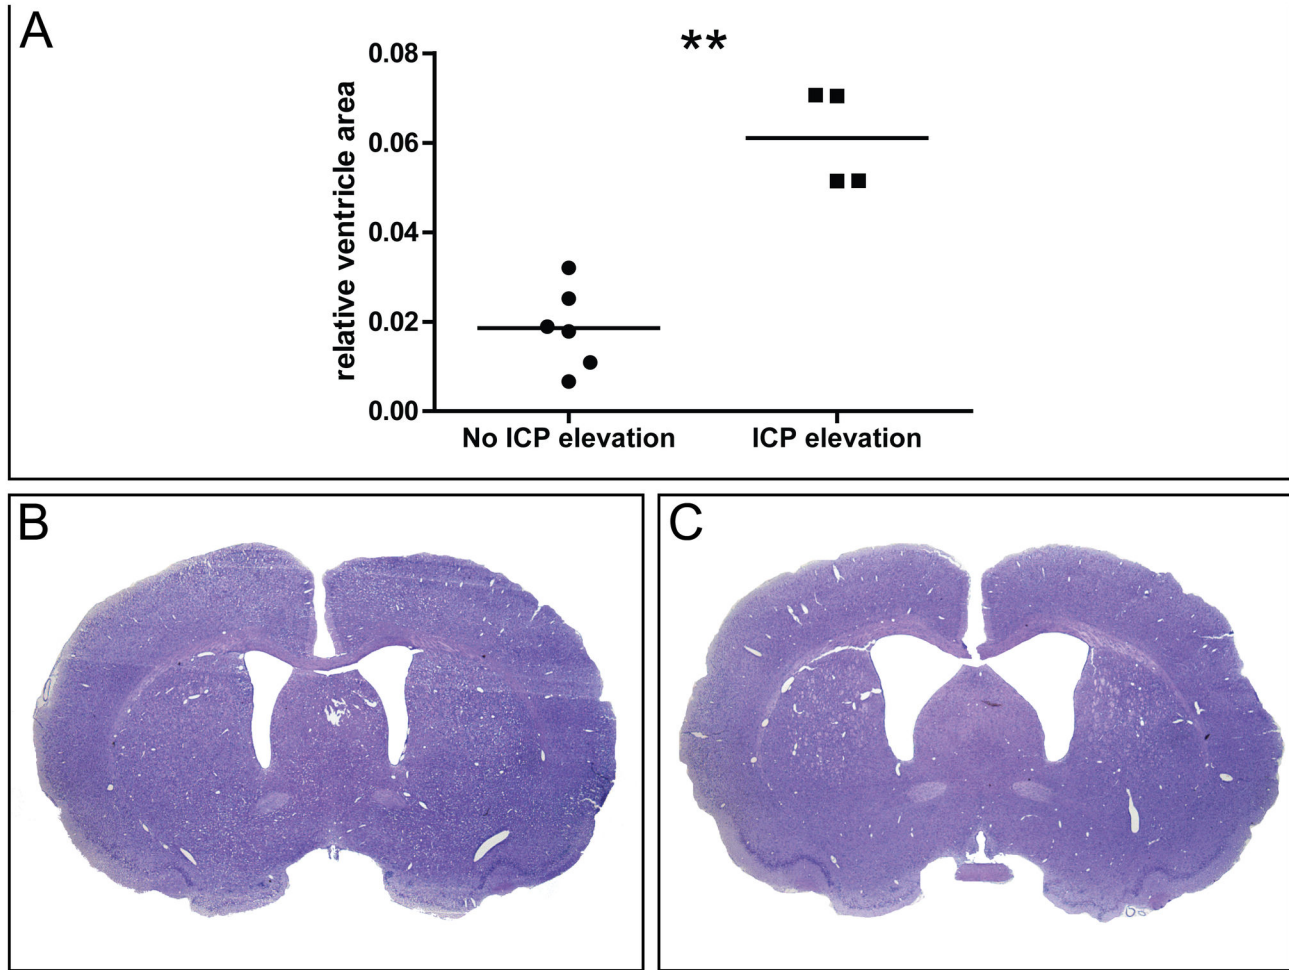 A
**
relative ventricle area
0.08
0.06
0.04
0.02
0.00
No ICP elevation
ICP elevation
B
C